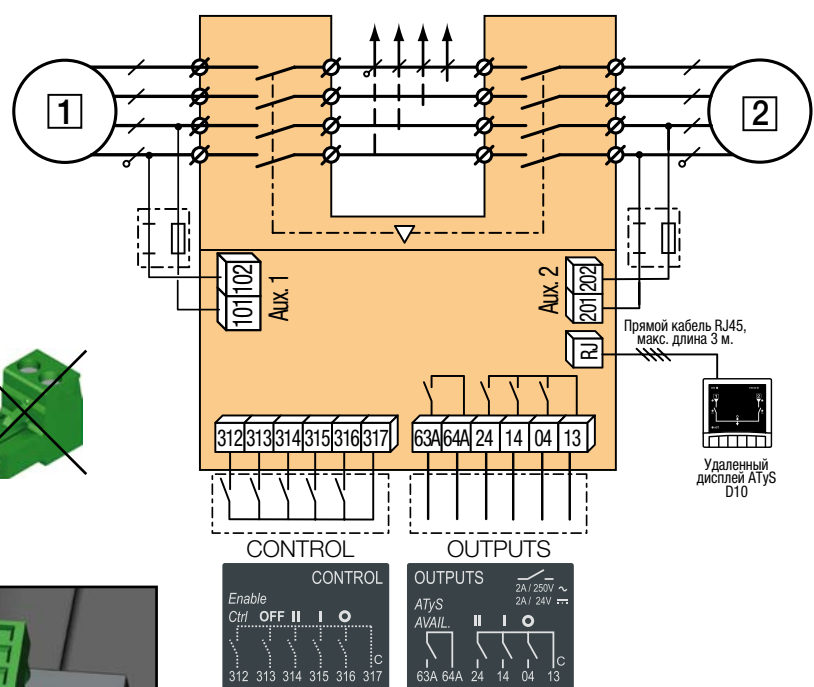 1
2
101 102
Aux. 1
Aux. 2
201 202
RJ
Прямой кабель RJ45,
макс. длина 3 м.
Удаленный
дисплей ATyS
D10
312 313 314 315 316 317
63A 64A 24 14 04 13
CONTROL
OUTPUTS
CONTROL
Enable
Ctrl OFF II I O
C
312 313 314 315 316 317
OUTPUTS
2A / 250V ~
2A / 24V ⎓
ATyS
AVAIL. II I O
C
63A 64A 24 14 04 13